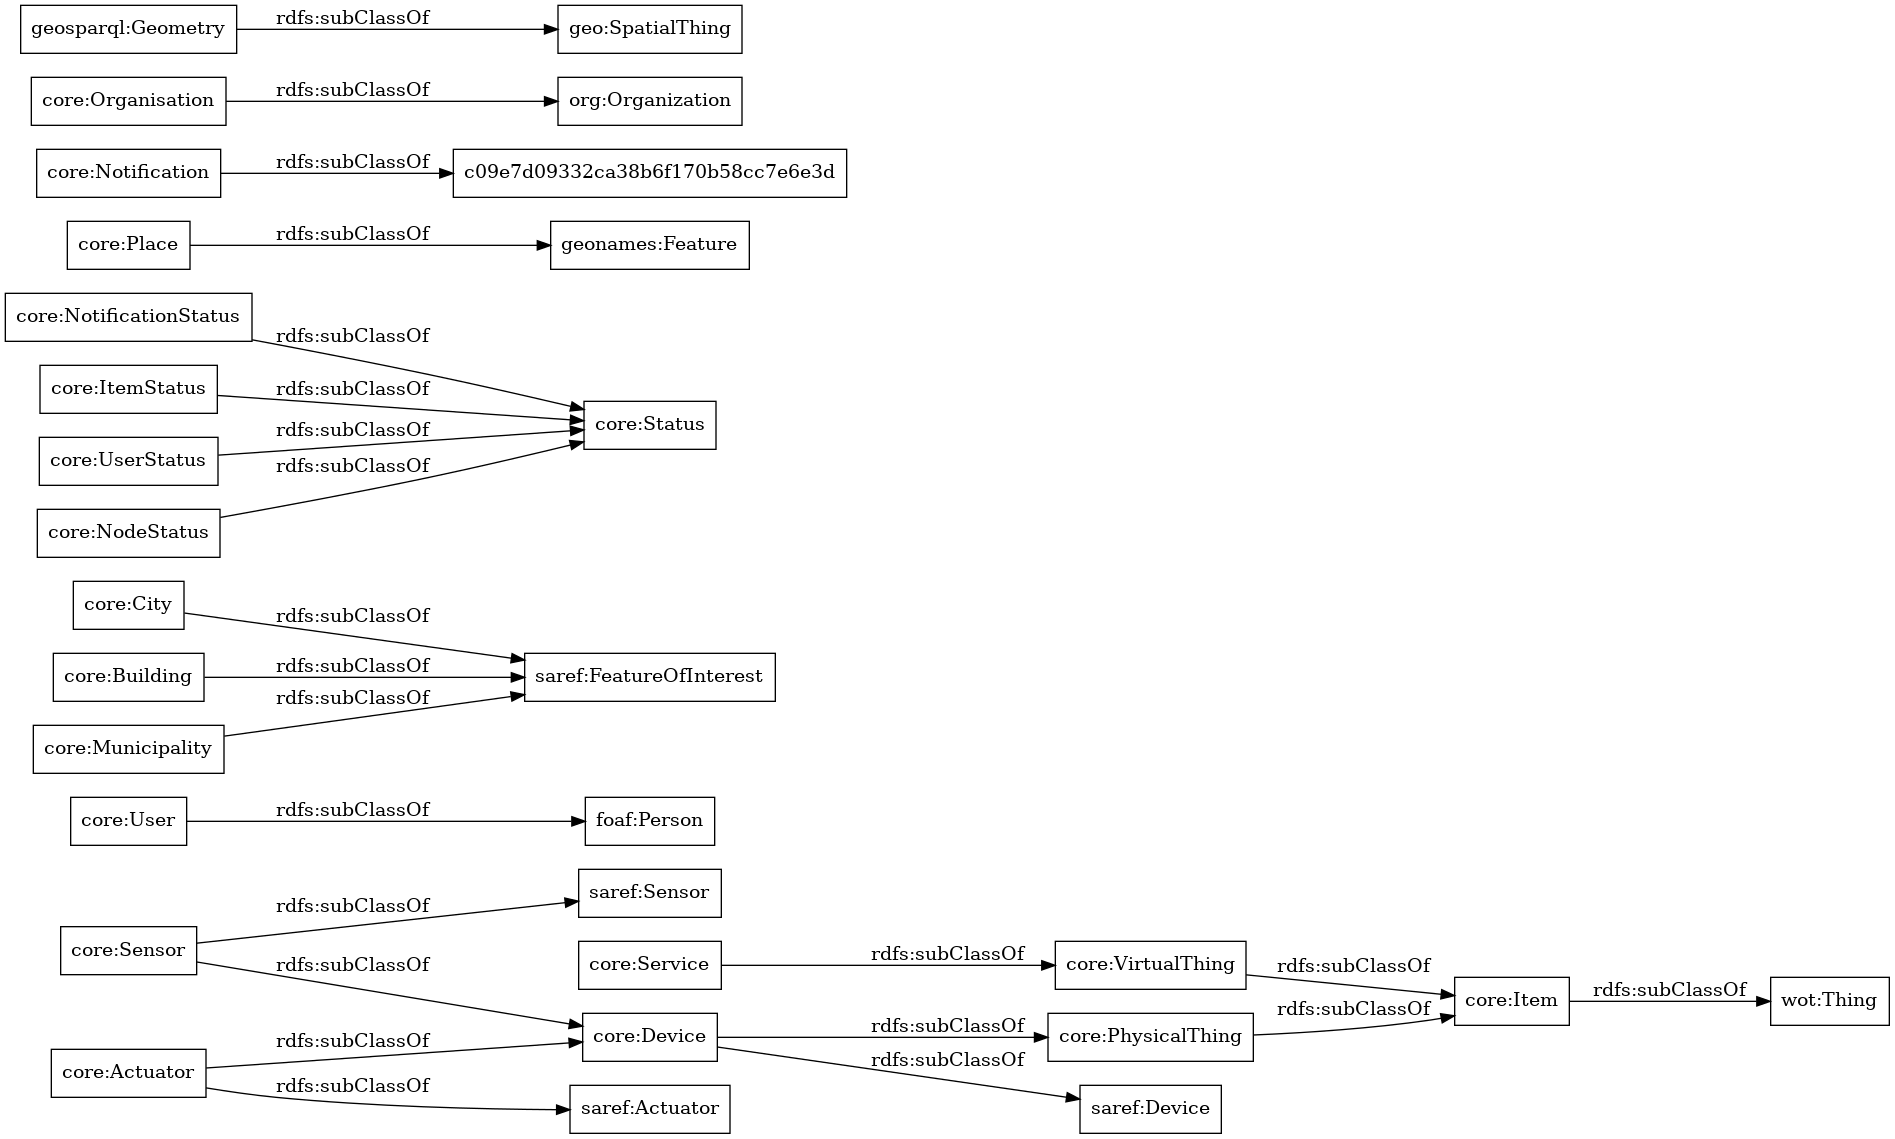 geosparql:Geometry
rdfs:subClassOf
geo:SpatialThing
core:Organisation
rdfs:subClassOf
org:Organization
core:Notification
rdfs:subClassOf
c09e7d09332ca38b6f170b58cc7e6e3d
core:Place
rdfs:subClassOf
geonames:Feature
core:NotificationStatus
rdfs:subClassOf
core:ItemStatus
rdfs:subClassOf
core:Status
core:UserStatus
rdfs:subClassOf
core:NodeStatus
rdfs:subClassOf
core:City
rdfs:subClassOf
core:Building
rdfs:subClassOf
saref:FeatureOfInterest
core:Municipality
rdfs:subClassOf
core:User
rdfs:subClassOf
foaf:Person
core:Sensor
rdfs:subClassOf
saref:Sensor
rdfs:subClassOf
core:Service
rdfs:subClassOf
core:VirtualThing
rdfs:subClassOf
core:Item
rdfs:subClassOf
wot:Thing
core:Actuator
rdfs:subClassOf
core:Device
rdfs:subClassOf
core:PhysicalThing
rdfs:subClassOf
rdfs:subClassOf
saref:Actuator
rdfs:subClassOf
saref:Device